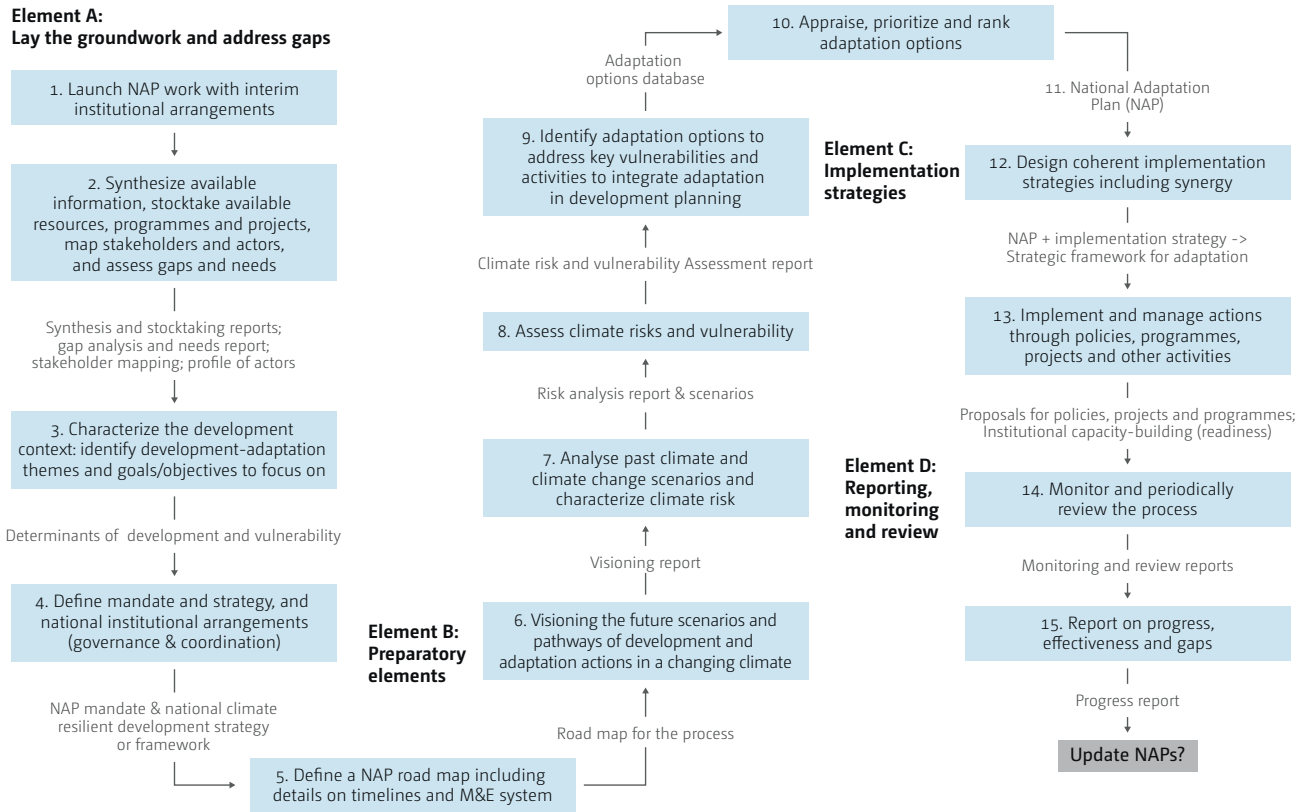 Element A:
Lay the groundwork and address gaps
1. Launch NAP work with interim
institutional arrangements
2. Synthesize available
information, stocktake available
resources, programmes and projects,
map stakeholders and actors,
and assess gaps and needs
Synthesis and stocktaking reports;
gap analysis and needs report;
stakeholder mapping; profile of actors
3. Characterize the development
context: identify development-adaptation
themes and goals/objectives to focus on
Determinants of development and vulnerability
4. Define mandate and strategy, and
national institutional arrangements
(governance & coordination)
NAP mandate & national climate
resilient development strategy
or framework
5. Define a NAP road map including
details on timelines and M&E system
Road map for the process
Element B:
Preparatory
elements
6. Visioning the future scenarios and
pathways of development and
adaptation actions in a changing climate
Visioning report
7. Analyse past climate and
climate change scenarios and
characterize climate risk
Risk analysis report & scenarios
8. Assess climate risks and vulnerability
Climate risk and vulnerability Assessment report
9. Identify adaptation options to
address key vulnerabilities and
activities to integrate adaptation
in development planning
Adaptation
options database
10. Appraise, prioritize and rank
adaptation options
11. National Adaptation
Plan (NAP)
Element C:
Implementation
strategies
12. Design coherent implementation
strategies including synergy
NAP + implementation strategy ->
Strategic framework for adaptation
13. Implement and manage actions
through policies, programmes,
projects and other activities
Proposals for policies, projects and programmes;
Institutional capacity-building (readiness)
Element D:
Reporting,
monitoring
and review
14. Monitor and periodically
review the process
Monitoring and review reports
15. Report on progress,
effectiveness and gaps
Progress report
Update NAPs?